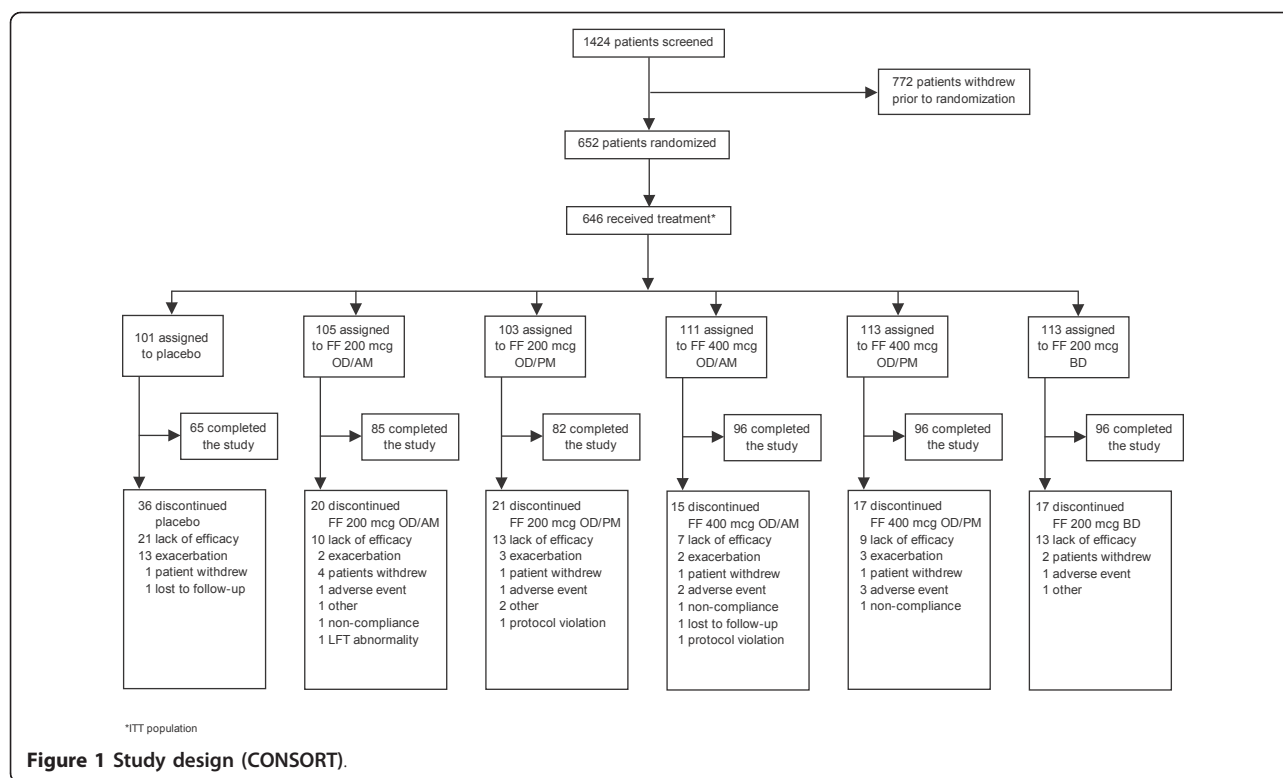 1424 patients screened
772 patients withdrew
prior to randomization
652 patients randomized
646 received treatment*
101 assigned
to placebo
105 assigned
to FF 200 mcg
OD/AM
103 assigned
to FF 200 mcg
OD/PM
111 assigned
to FF 400 mcg
OD/AM
113 assigned
to FF 400 mcg
OD/PM
113 assigned
to FF 200 mcg
BD
65 completed
the study
85 completed
the study
82 completed
the study
96 completed
the study
96 completed
the study
96 completed
the study
36 discontinued
placebo
21 lack of efficacy
13 exacerbation
1 patient withdrew
1 lost to follow-up
20 discontinued
FF 200 mcg OD/AM
10 lack of efficacy
2 exacerbation
4 patients withdrew
1 adverse event
1 other
1 non-compliance
1 LFT abnormality
21 discontinued
FF 200 mcg OD/PM
13 lack of efficacy
3 exacerbation
1 patient withdrew
1 adverse event
2 other
1 protocol violation
15 discontinued
FF 400 mcg OD/AM
7 lack of efficacy
2 exacerbation
1 patient withdrew
2 adverse event
1 non-compliance
1 lost to follow-up
1 protocol violation
17 discontinued
FF 400 mcg OD/PM
9 lack of efficacy
3 exacerbation
1 patient withdrew
3 adverse event
1 non-compliance
17 discontinued
FF 200 mcg BD
13 lack of efficacy
2 patients withdrew
1 adverse event
1 other
*ITT population
Figure 1 Study design (CONSORT).